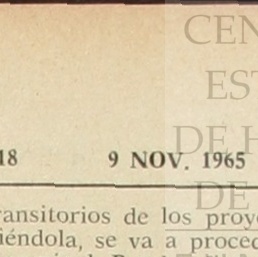 CEN
EST
DE H
18 9 NOV. 1965
DE
ransitorios de los proye
iéndola, se va a proced